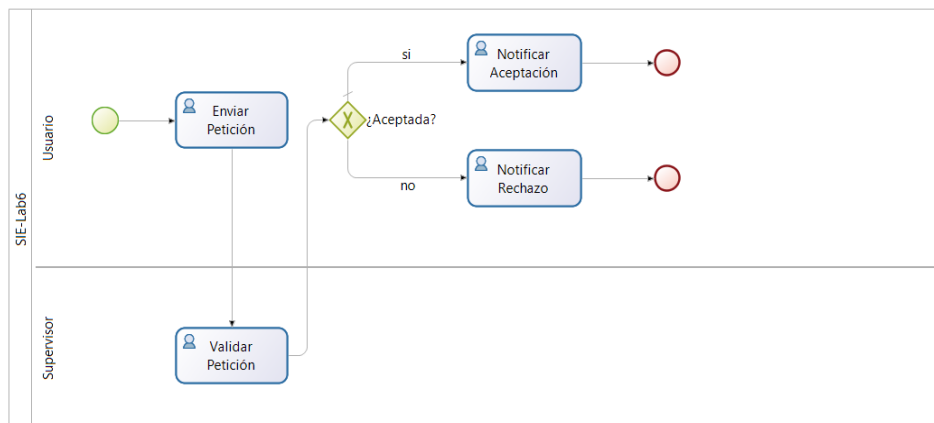 SIE-Lab6
Usuario
Enviar
Petición
¿Aceptada?
si
Notificar
Aceptación
no
Notificar
Rechazo
Supervisor
Validar
Petición